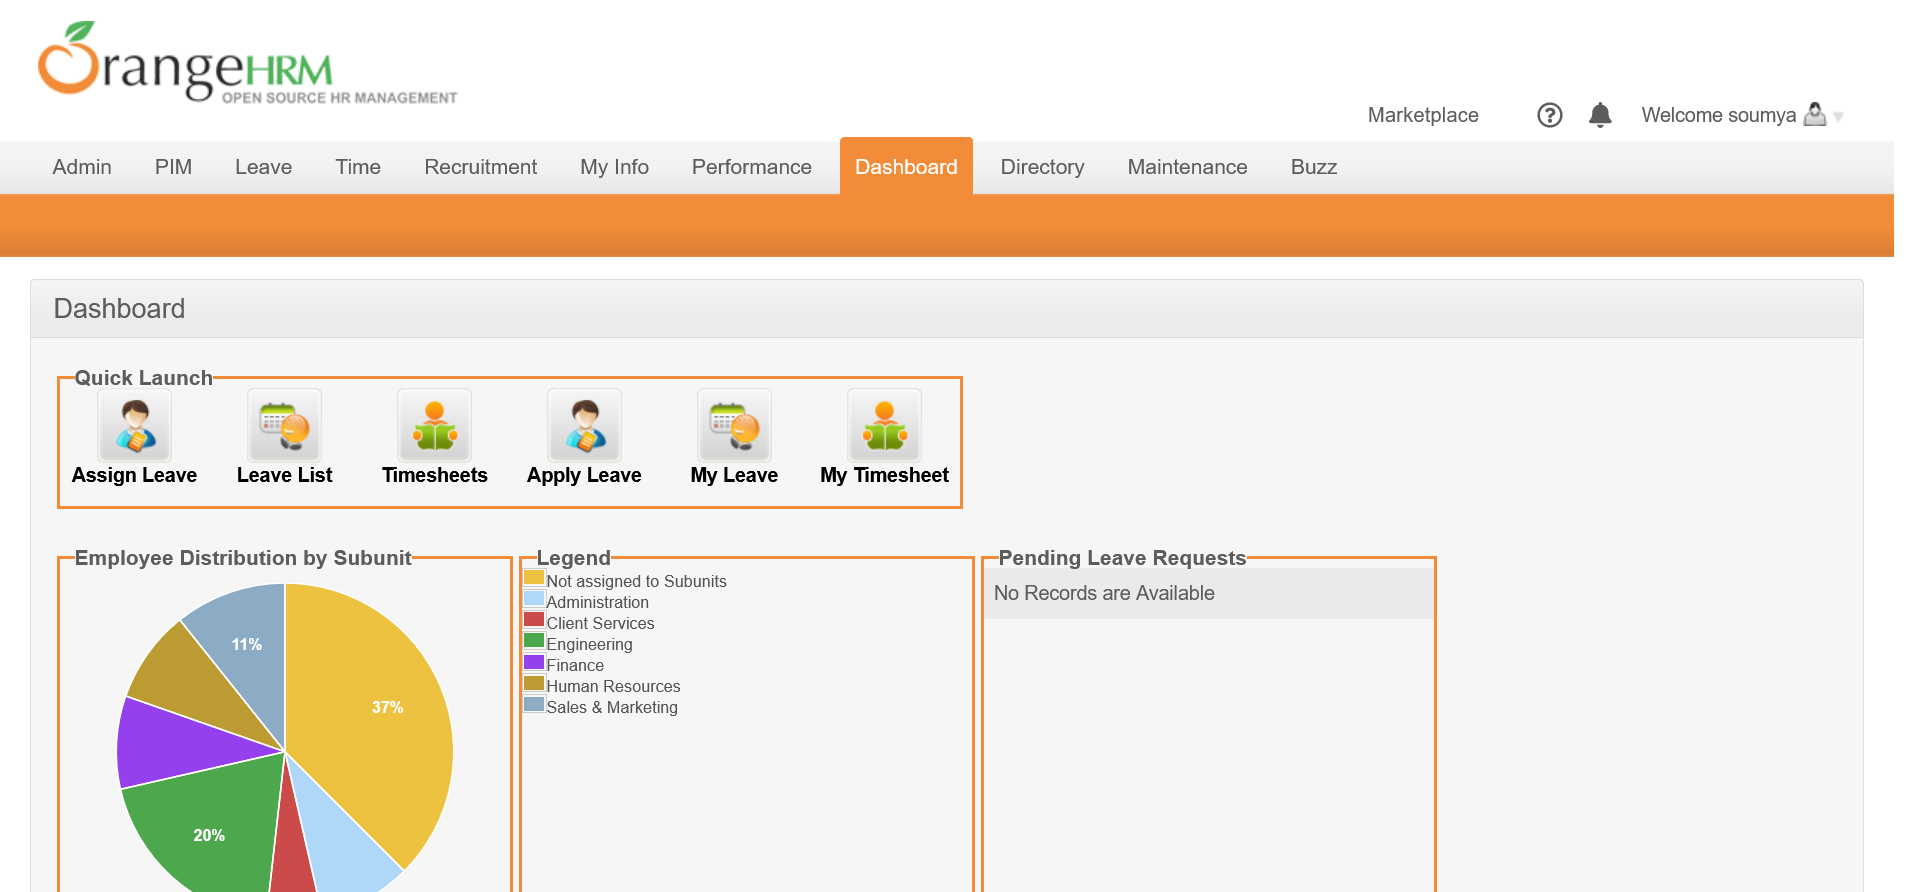 OrangeHRM
OPEN SOURCE HR MANAGEMENT
Marketplace ? Welcome soumya
Admin PIM Leave Time Recruitment My Info Performance Dashboard Directory Maintenance Buzz
Dashboard
Quick Launch
Assign Leave Leave List Timesheets Apply Leave My Leave My Timesheet
Employee Distribution by Subunit
11%
37%
20%
Legend
Not assigned to Subunits
Administration
Client Services
Engineering
Finance
Human Resources
Sales & Marketing
Pending Leave Requests
No Records are Available